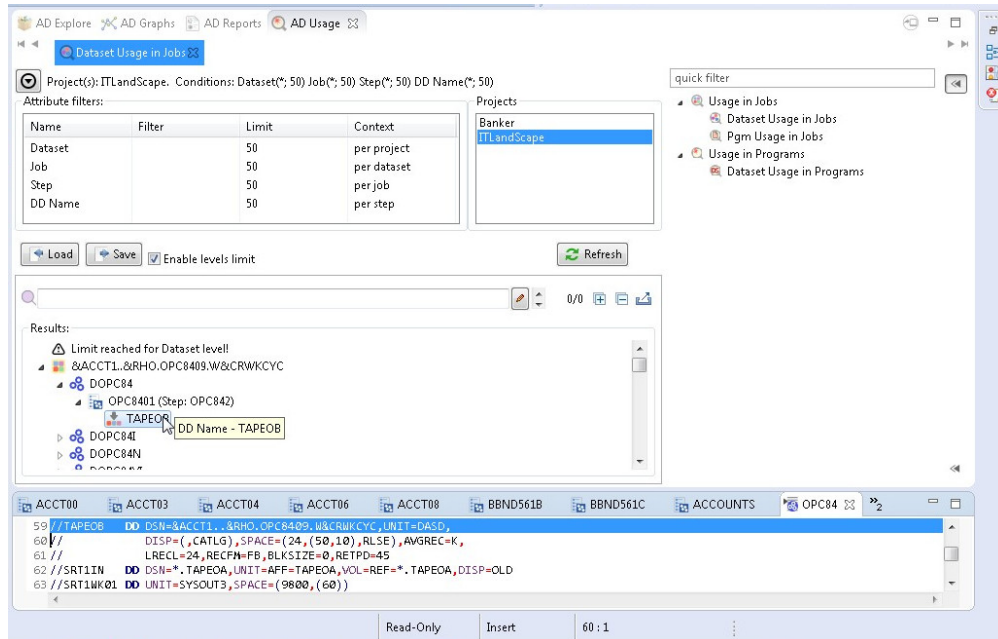 AD Explore AD Graphs AD Reports AD Usage
Dataset Usage in Jobs
Project(s): ITLandScape. Conditions: Dataset(*; 50) Job(*; 50) Step(*; 50) DD Name(*; 50)
Attribute filters:
Name Filter Limit Context
Dataset 50 per project
Job 50 per dataset
Step 50 per job
DD Name 50 per step
Projects
Banker
ITLandScape
quick filter
Usage in Jobs
Dataset Usage in Jobs
Pgm Usage in Jobs
Usage in Programs
Dataset Usage in Programs
Load Save Enable levels limit Refresh
0/0
Results:
Limit reached for Dataset level!
&ACCT1..&RHO.OPC8409.W&CRWKCYC
DOPC84
OPC8401 (Step: OPC842)
TAPEOB
DD Name - TAPEOB
DOPC84I
DOPC84N
ACCT00 ACCT03 ACCT04 ACCT06 ACCT08 BBND561B BBND561C ACCOUNTS OPC84 »2
59 //TAPEOB DD DSN=&ACCT1..&RHO.OPC8409.W&CRWKCYC,UNIT=DASD,
60 // DISP=(,CATLG),SPACE=(24,(50,10),RLSE),AVGREC=K,
61 // LRECL=24,RECFM=FB,BLKSIZE=0,RETPD=45
62 //SRT1IN DD DSN=*.TAPEOA,UNIT=AFF=TAPEOA,VOL=REF=*.TAPEOA,DISP=OLD
63 //SRT1WK01 DD UNIT=SYSOUT3,SPACE=(9800,(60))
Read-Only Insert 60 : 1